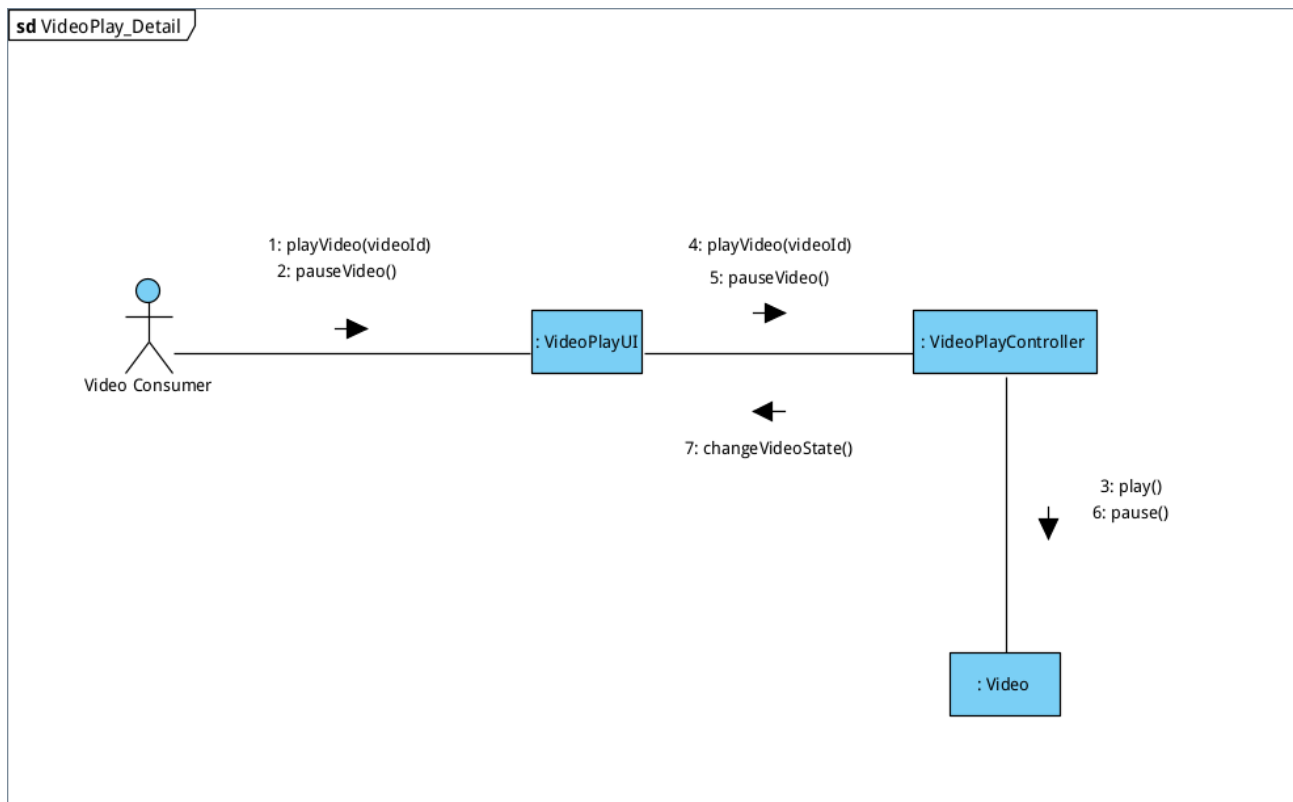 sd VideoPlay_Detail
1: playVideo(videoId)
2: pauseVideo()
4: playVideo(videoId)
5: pauseVideo()
Video Consumer
: VideoPlayUI
: VideoPlayController
7: changeVideoState()
3: play()
6: pause()
: Video